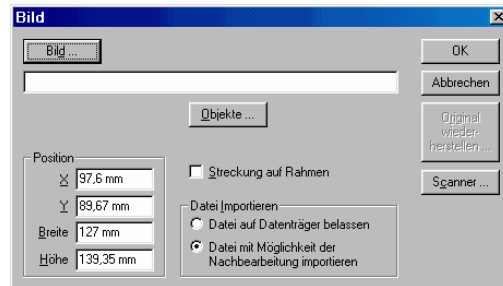 Bild
Bild ...
OK
Abbrechen
Objekte ...
Original
wieder-
herstellen ...
Position
X 97,6 mm
Streckung auf Rahmen
Scanner ...
Y 89,67 mm
Datei Importieren
Breite 127 mm
Datei auf Datenträger belassen
Höhe 139,35 mm
Datei mit Möglichkeit der
Nachbearbeitung importieren